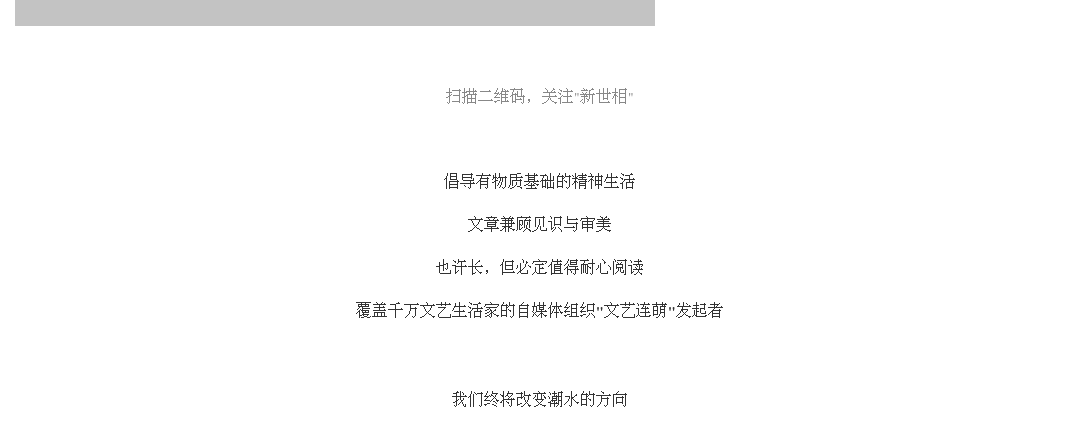 扫描二维码，关注"新世相"
倡导有物质基础的精神生活
文章兼顾见识与审美
也许长，但必定值得耐心阅读
覆盖千万文艺生活家的自媒体组织"文艺连萌"发起者
我们终将改变潮水的方向